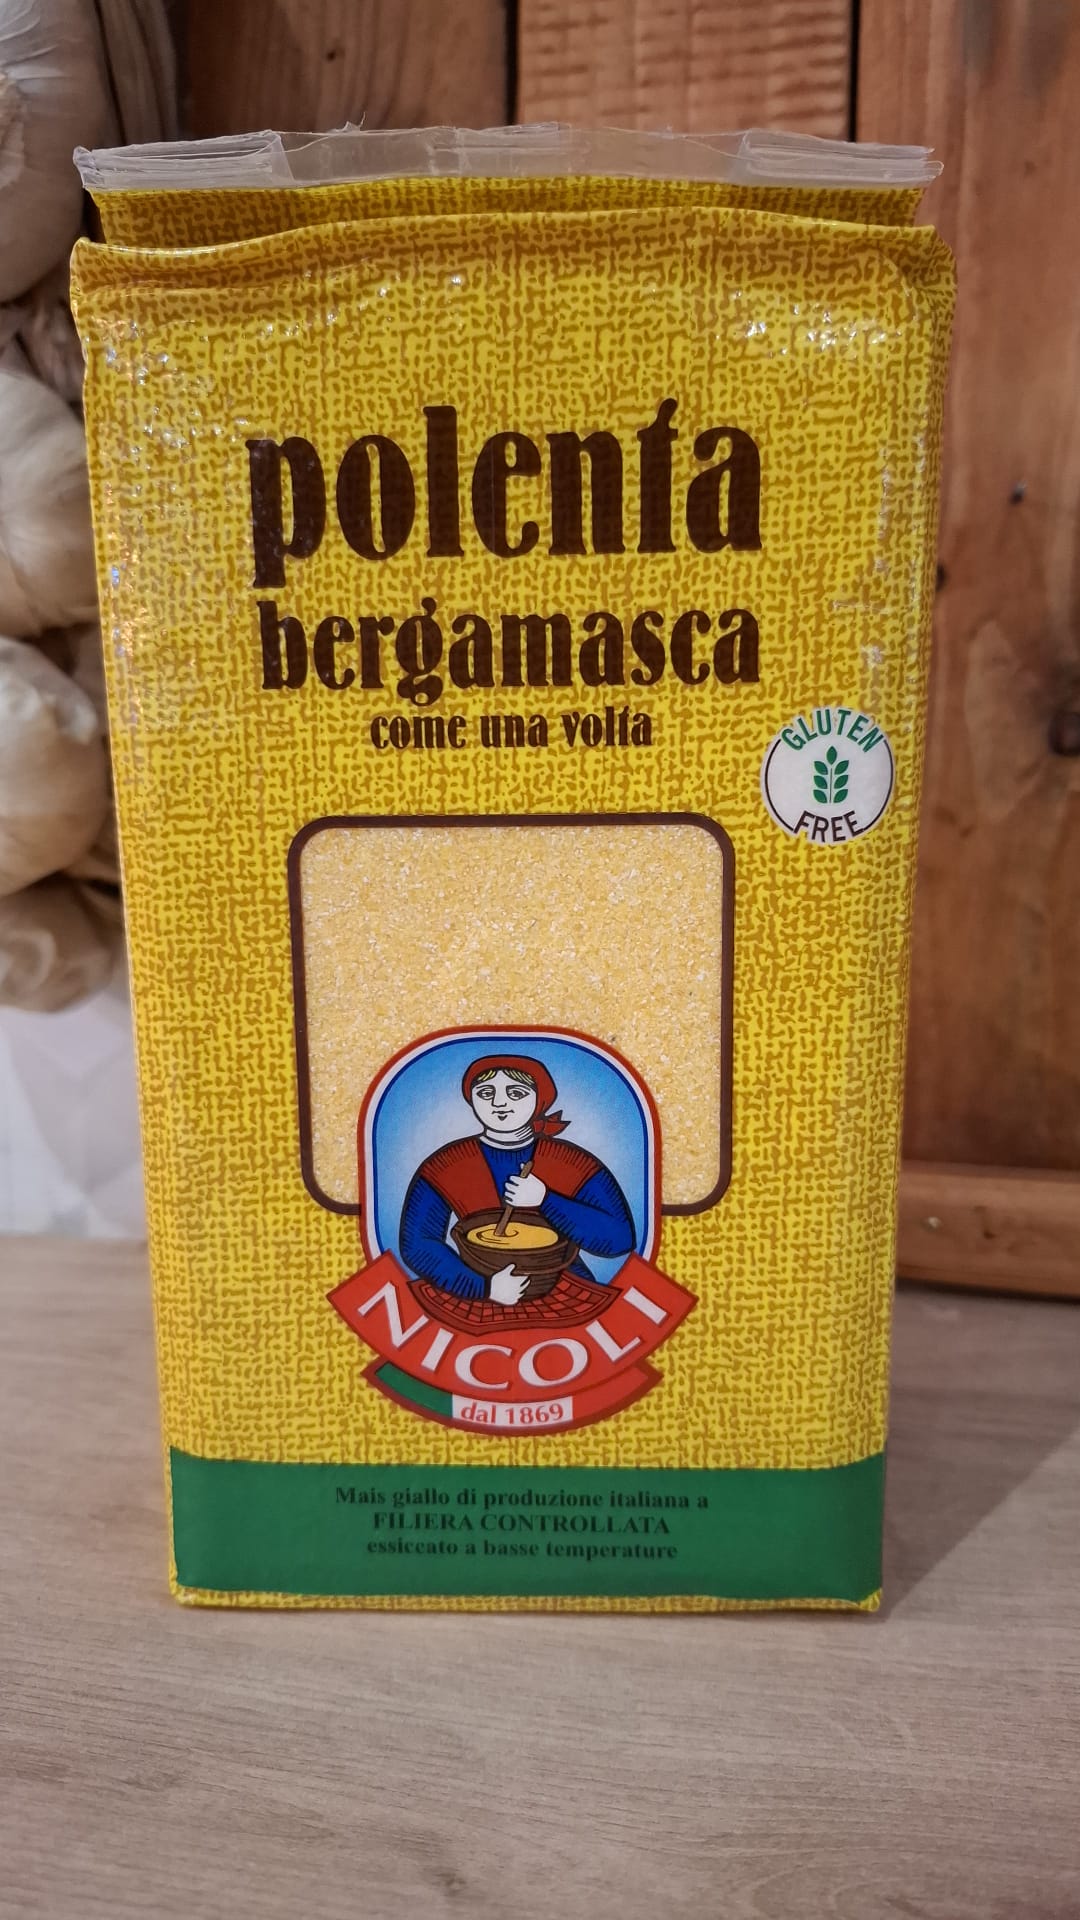 polenta
bergamasca
come una volta
GLUTEN
FREE
NICOLI
dal 1869
Mais giallo di produzione italiana a
FILIERA CONTROLLATA
essiccato a basse temperature